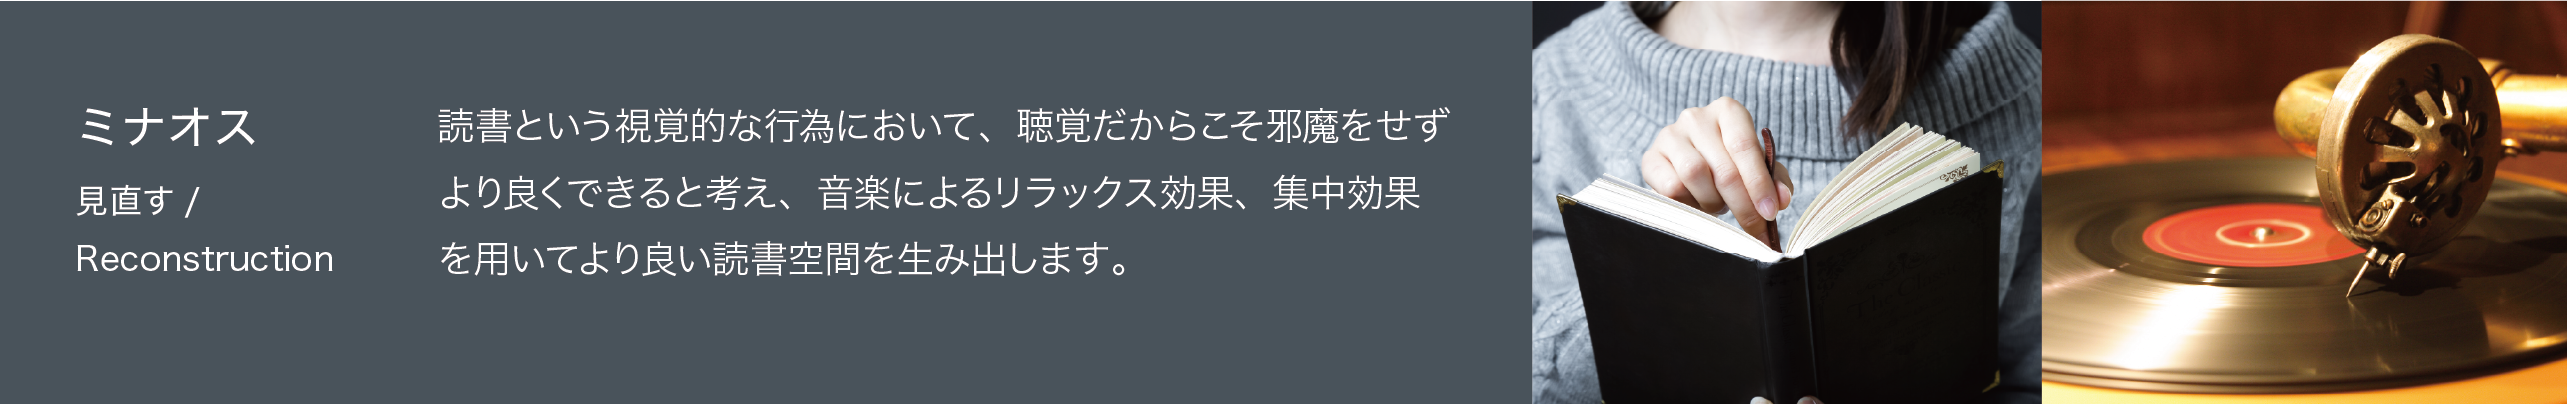 ミナオス
見直す /
Reconstruction
読書という視覚的な行為において、聴覚だからこそ邪魔をせず
より良くできると考え、音楽によるリラックス効果、集中効果
を用いてより良い読書空間を生み出します。